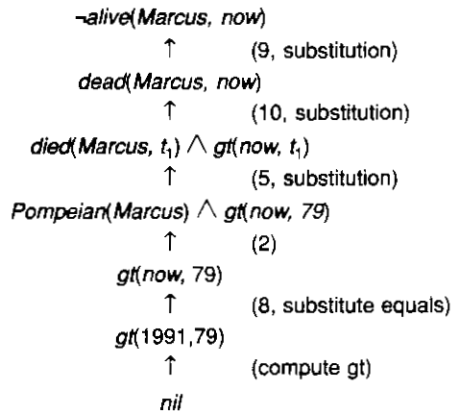 ¬alive(Marcus, now)
↑ (9, substitution)
dead(Marcus, now)
↑ (10, substitution)
died(Marcus, t₁) ∧ gt(now, t₁)
↑ (5, substitution)
Pompeian(Marcus) ∧ gt(now, 79)
↑ (2)
gt(now, 79)
↑ (8, substitute equals)
gt(1991,79)
↑ (compute gt)
nil